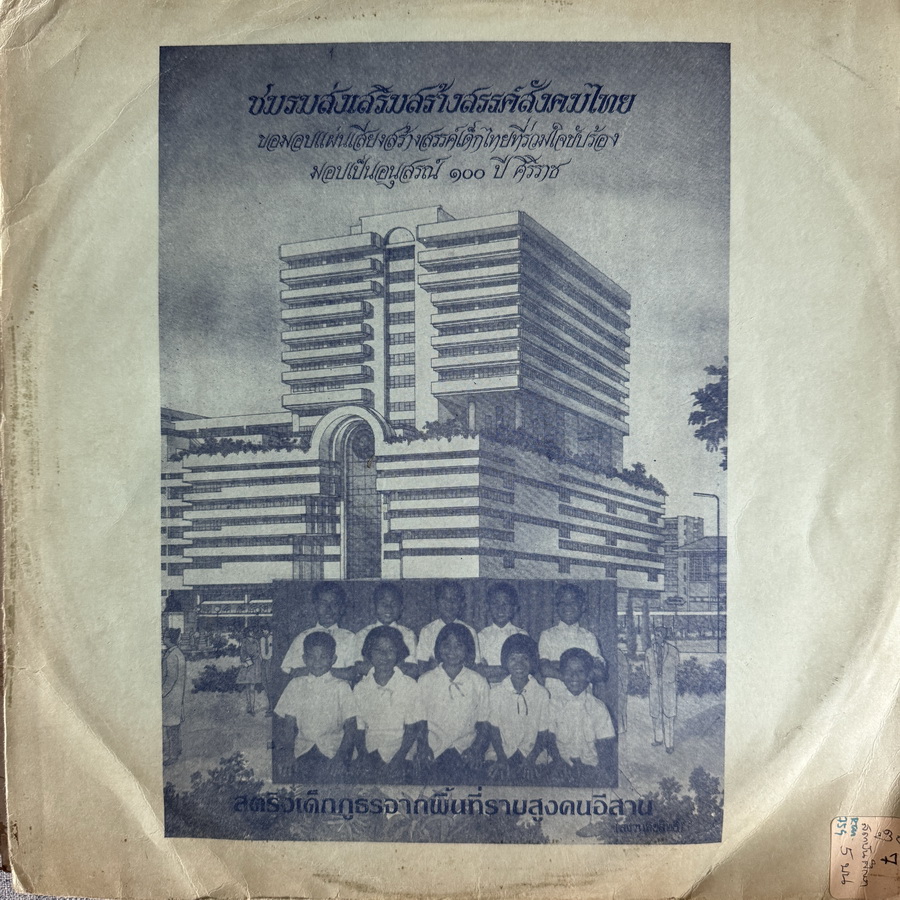 ชมรมส่งเสริมสร้างสรรค์สังคมไทย
ขอมอบแผ่นเสียงสร้างสรรค์เด็กไทยที่ร่วมใจขับร้อง
มอบเป็นอนุสรณ์ ๑๐๐ ปี ศิริราช
สตริงเด็กภูธรจากพื้นที่ราบสูงคนอีสาน
7
5